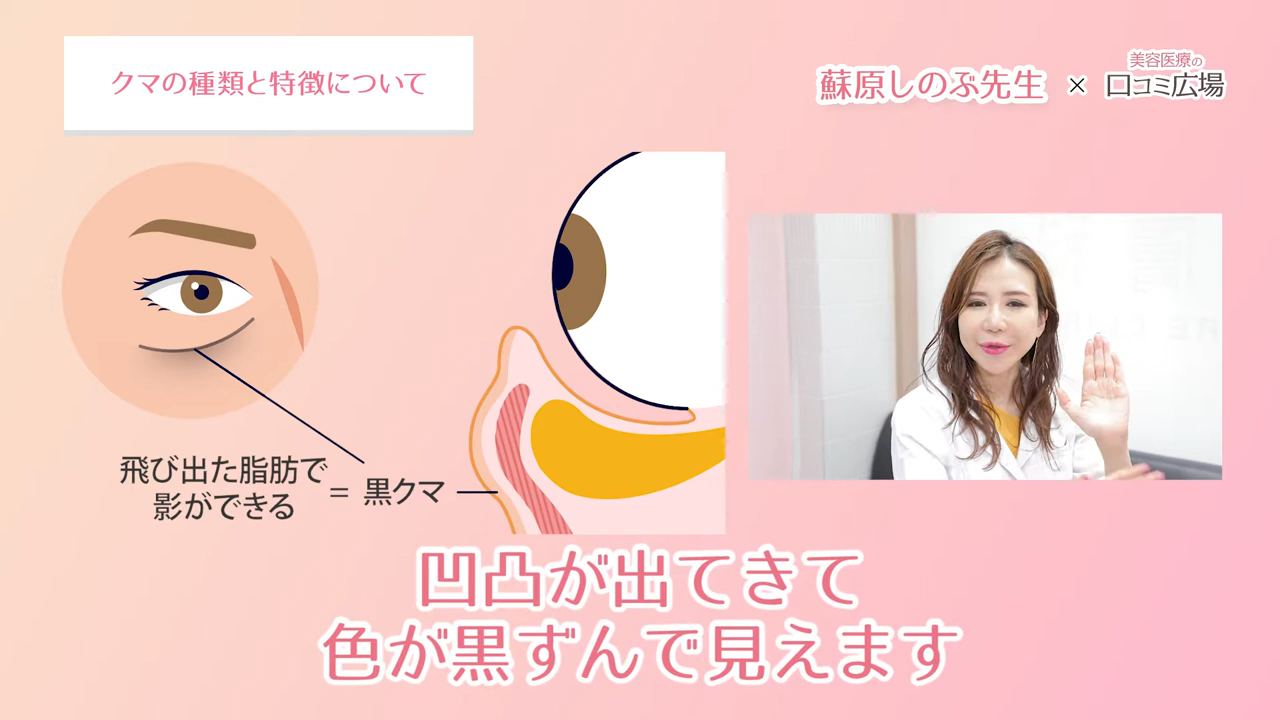 クマの種類と特徴について
蘇原しのぶ先生 × 美容医療の
口コミ広場
飛び出た脂肪で
影ができる
= 黒クマ
凹凸が出てきて
色が黒ずんで見えます